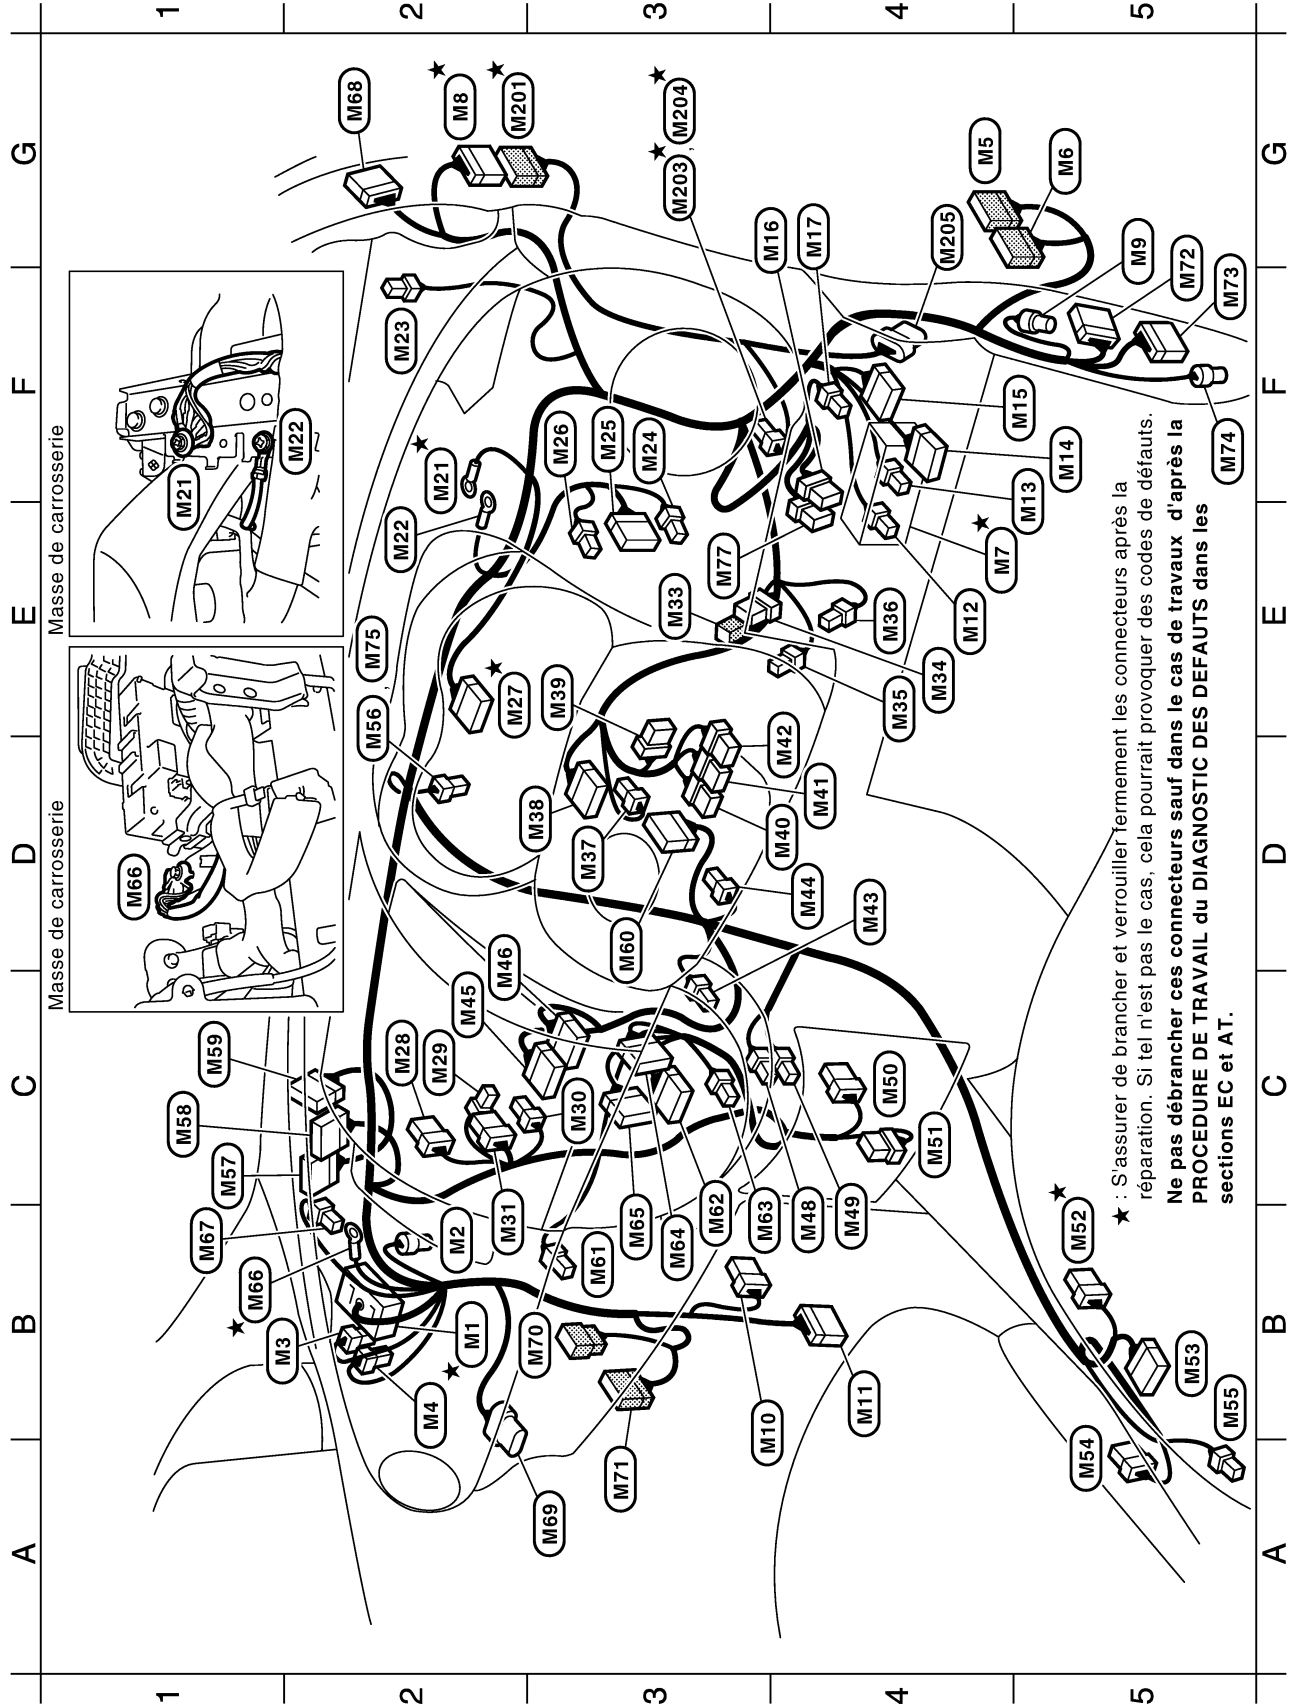 1
2
3
4
5
G
F
E
D
C
B
A
Masse de carrosserie
M66
Masse de carrosserie
M21
M22
M68
M8 ★
M201 ★
M203 ★, M204 ★
M16
M17
M205
M5
M6
M9
M72
M73
M74
M23
M21 ★
M22
M26
M25
M24
M77
M15
M14
M13
M7 ★
M12
M36
M33
M34
M35
M75,
M56
M27 ★
M39
M42
M41
M40
M38
M37
M60
M44
M43
M46
M45
M59
M58
M57
M28
M29
M30
M31
M50
M51
M65
M64
M62
M63
M48
M49
M67
M66 ★
M3
M2
M1
M4 ★
M61
M70
M71
M69
M10
M11
M52 ★
M53
M54
M55
★ : S'assurer de brancher et verrouiller fermement les connecteurs après la
réparation. Si tel n'est pas le cas, cela pourrait provoquer des codes de défauts.
Ne pas débrancher ces connecteurs sauf dans le cas de travaux d'après la
PROCEDURE DE TRAVAIL du DIAGNOSTIC DES DEFAUTS dans les
sections EC et AT.
G
F
E
D
C
B
A
1
2
3
4
5